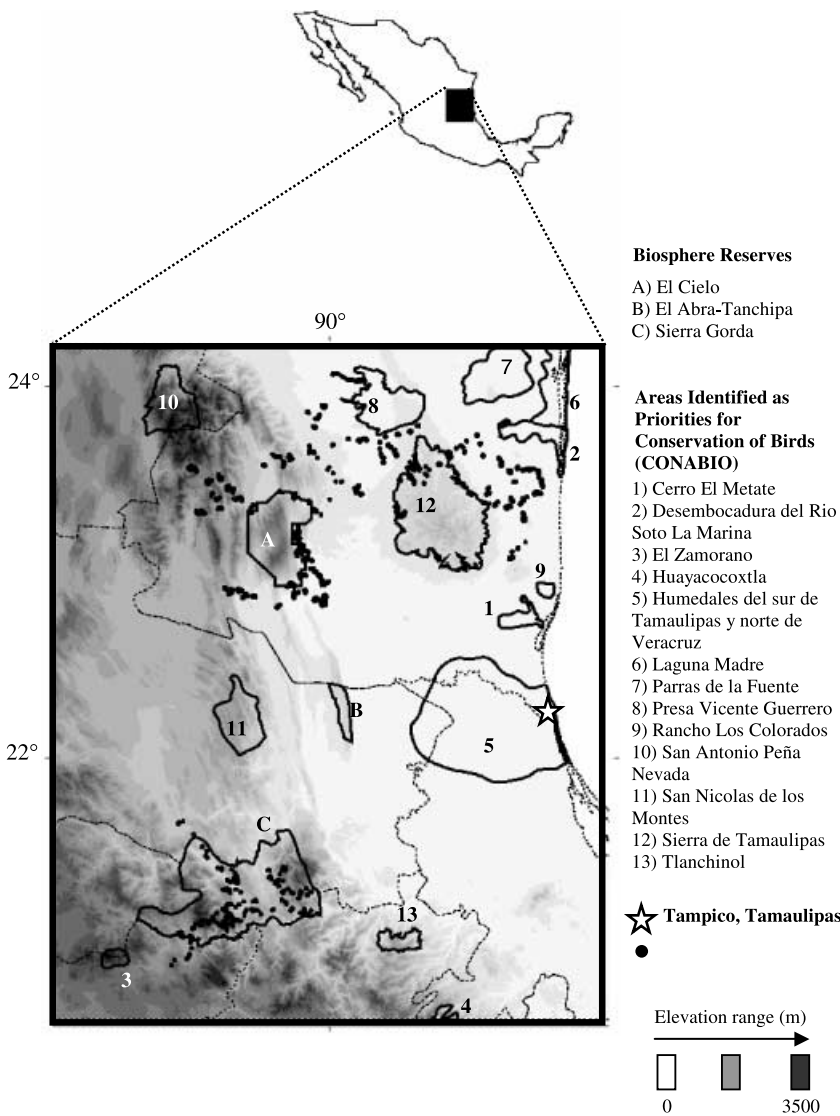 Biosphere Reserves
A) El Cielo
B) El Abra-Tanchipa
C) Sierra Gorda
90°
24°
22°
10
8
7
6
2
12
A
9
1
11
B
5
C
13
3
4
Areas Identified as
Priorities for
Conservation of Birds
(CONABIO)
1) Cerro El Metate
2) Desembocadura del Rio
Soto La Marina
3) El Zamorano
4) Huayacocoxtla
5) Humedales del sur de
Tamaulipas y norte de
Veracruz
6) Laguna Madre
7) Parras de la Fuente
8) Presa Vicente Guerrero
9) Rancho Los Colorados
10) San Antonio Peña
Nevada
11) San Nicolas de los
Montes
12) Sierra de Tamaulipas
13) Tlanchinol
Tampico, Tamaulipas
Elevation range (m)
0 3500